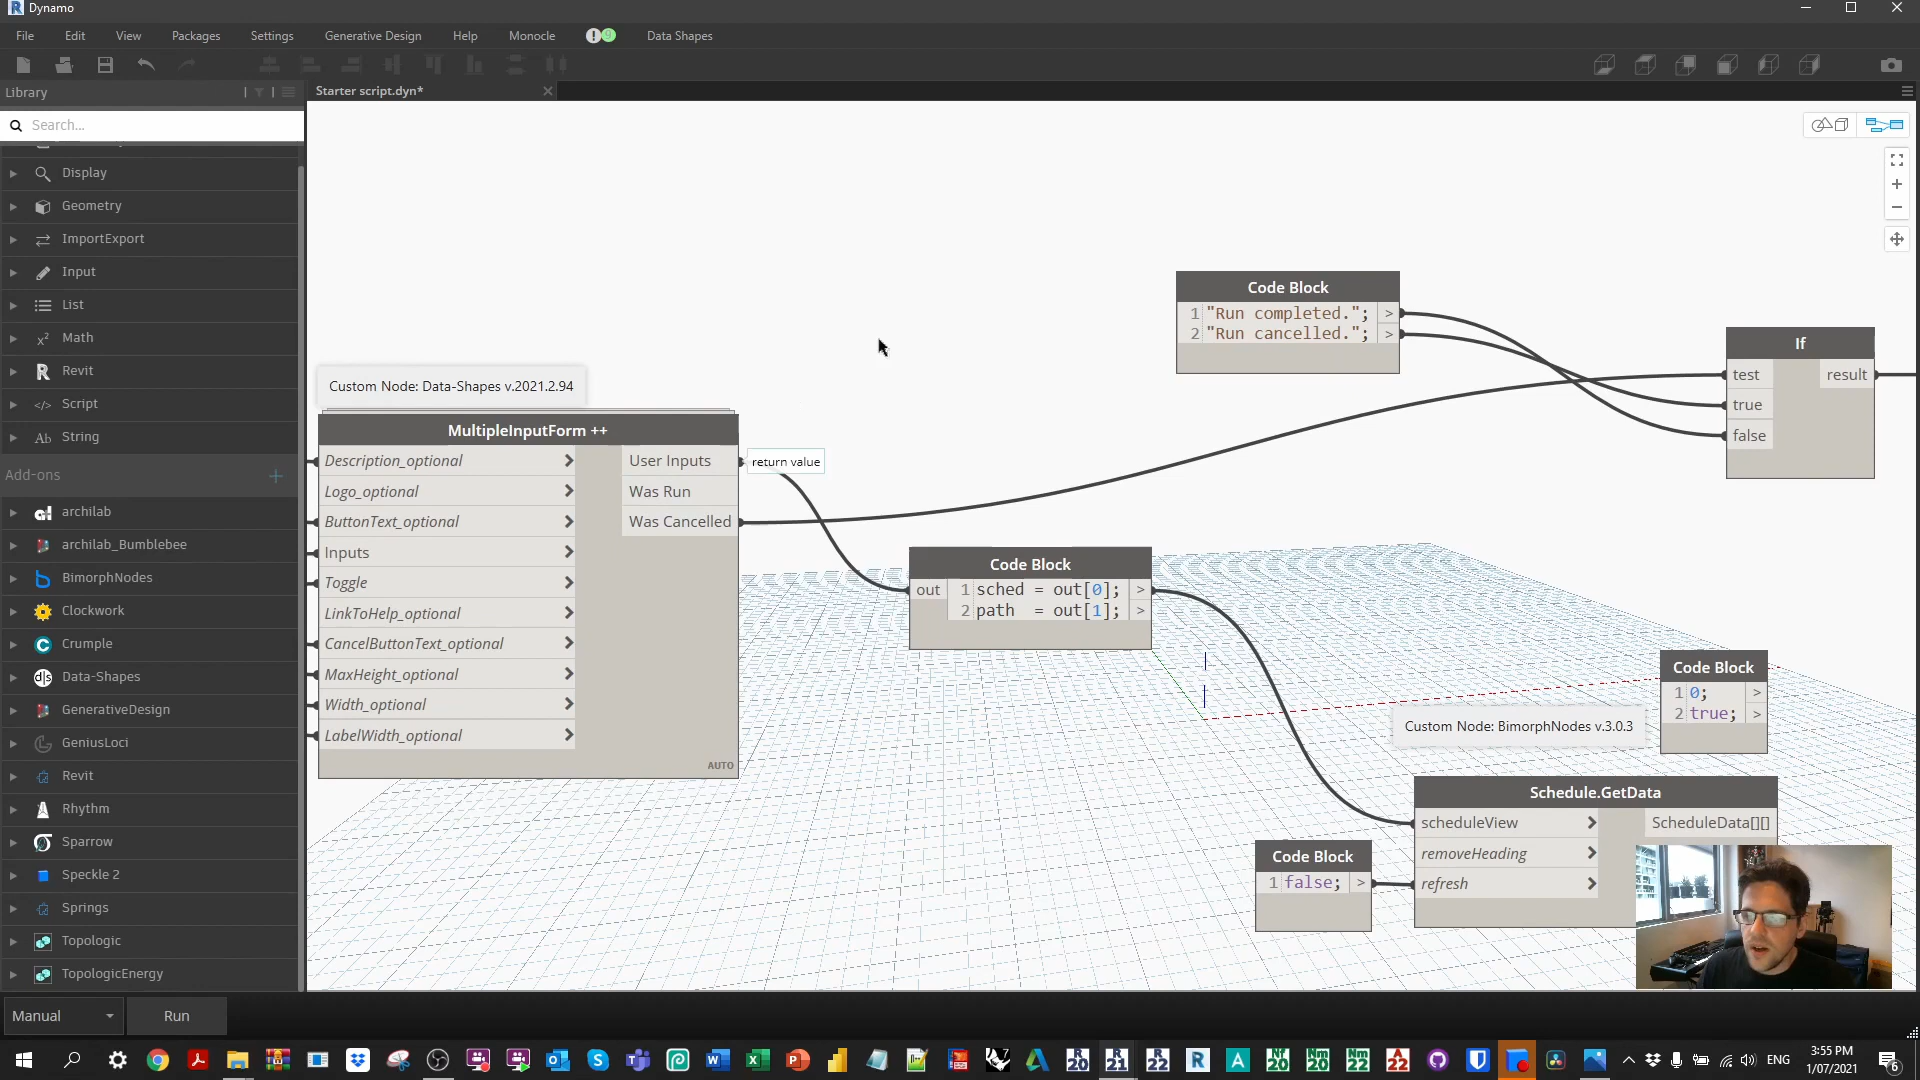 Dynamo
File Edit View Packages Settings Generative Design Help Monocle Data Shapes
Library
Starter script.dyn*
Search...
Display
Geometry
ImportExport
Input
List
Math
Revit
Script
String
Add-ons
archilab
archilab_Bumblebee
BimorphNodes
Clockwork
Crumple
Data-Shapes
GenerativeDesign
GeniusLoci
Revit
Rhythm
Sparrow
Speckle 2
Springs
Topologic
TopologicEnergy
Custom Node: Data-Shapes v.2021.2.94
MultipleInputForm ++
Description_optional
Logo_optional
ButtonText_optional
Inputs
Toggle
LinkToHelp_optional
CancelButtonText_optional
MaxHeight_optional
Width_optional
LabelWidth_optional
User Inputs
Was Run
Was Cancelled
AUTO
return value
Code Block
out
1 sched = out[0]; >
2 path = out[1]; >
Code Block
1 "Run completed."; >
2 "Run cancelled."; >
If
test
true
false
result
Code Block
1 0; >
2 true; >
Custom Node: BimorphNodes v.3.0.3
Schedule.GetData
scheduleView
removeHeading
refresh
ScheduleData[][]
Code Block
1 false; >
Manual
Run
ENG
3:55 PM
1/07/2021